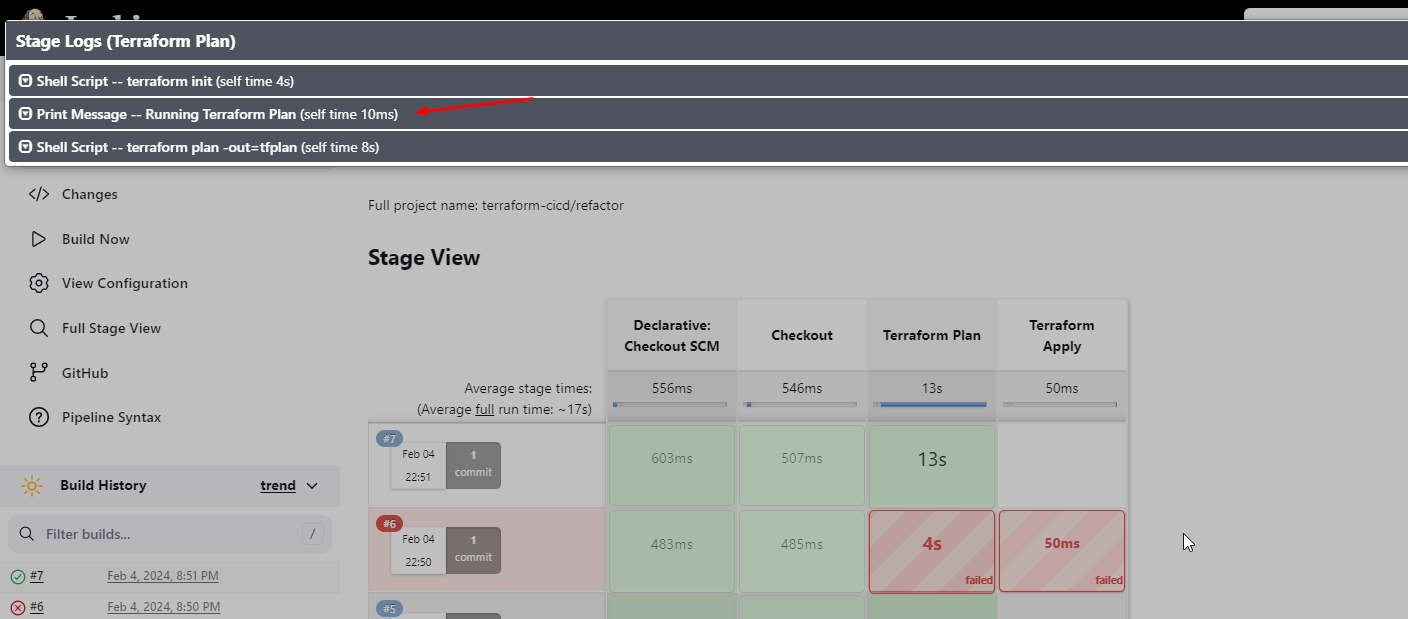 Stage Logs (Terraform Plan)
Shell Script -- terraform init (self time 4s)
Print Message -- Running Terraform Plan (self time 10ms)
Shell Script -- terraform plan -out=tfplan (self time 8s)
Changes
Build Now
View Configuration
Full Stage View
GitHub
Pipeline Syntax
Build History
trend
Filter builds...
/
#7
Feb 4, 2024, 8:51 PM
#6
Feb 4, 2024, 8:50 PM
Full project name: terraform-cicd/refactor
Stage View
Declarative:
Checkout SCM
Checkout
Terraform Plan
Terraform
Apply
Average stage times:
(Average full run time: ~17s)
556ms
546ms
13s
50ms
#7
Feb 04
22:51
1
commit
603ms
507ms
13s
#6
Feb 04
22:50
1
commit
483ms
485ms
4s
failed
50ms
failed
#5